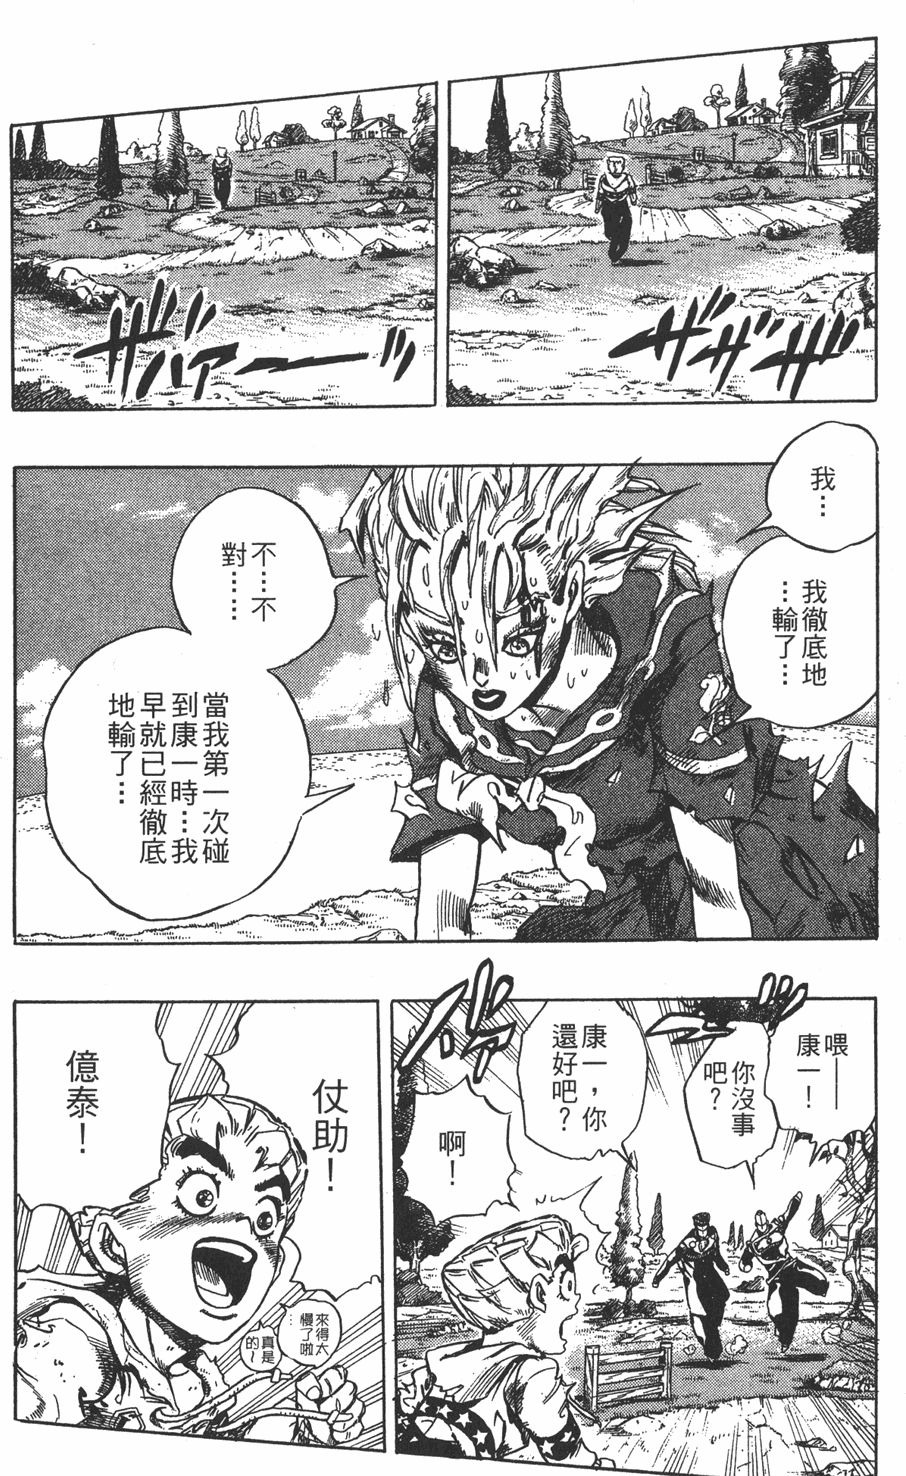 ザザザ
ザバアーーッ
我…
我徹底地
…輸了…
不…不
對……
當我第一次碰
到康一時…我
早就已經徹底
地輸了…
喂——
康一！
你沒事
吧？
康一，你
還好吧？
啊！
仗助！
億泰！
來得太
慢了啦
…
真是
的～